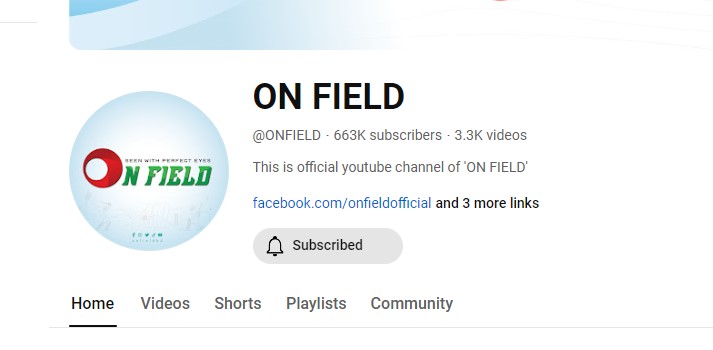 ON FIELD
SEEN WITH PERFECT EYES
N FIELD
@ONFIELD · 663K subscribers · 3.3K videos
This is official youtube channel of 'ON FIELD'
facebook.com/onfieldofficial and 3 more links
Subscribed
Home Videos Shorts Playlists Community